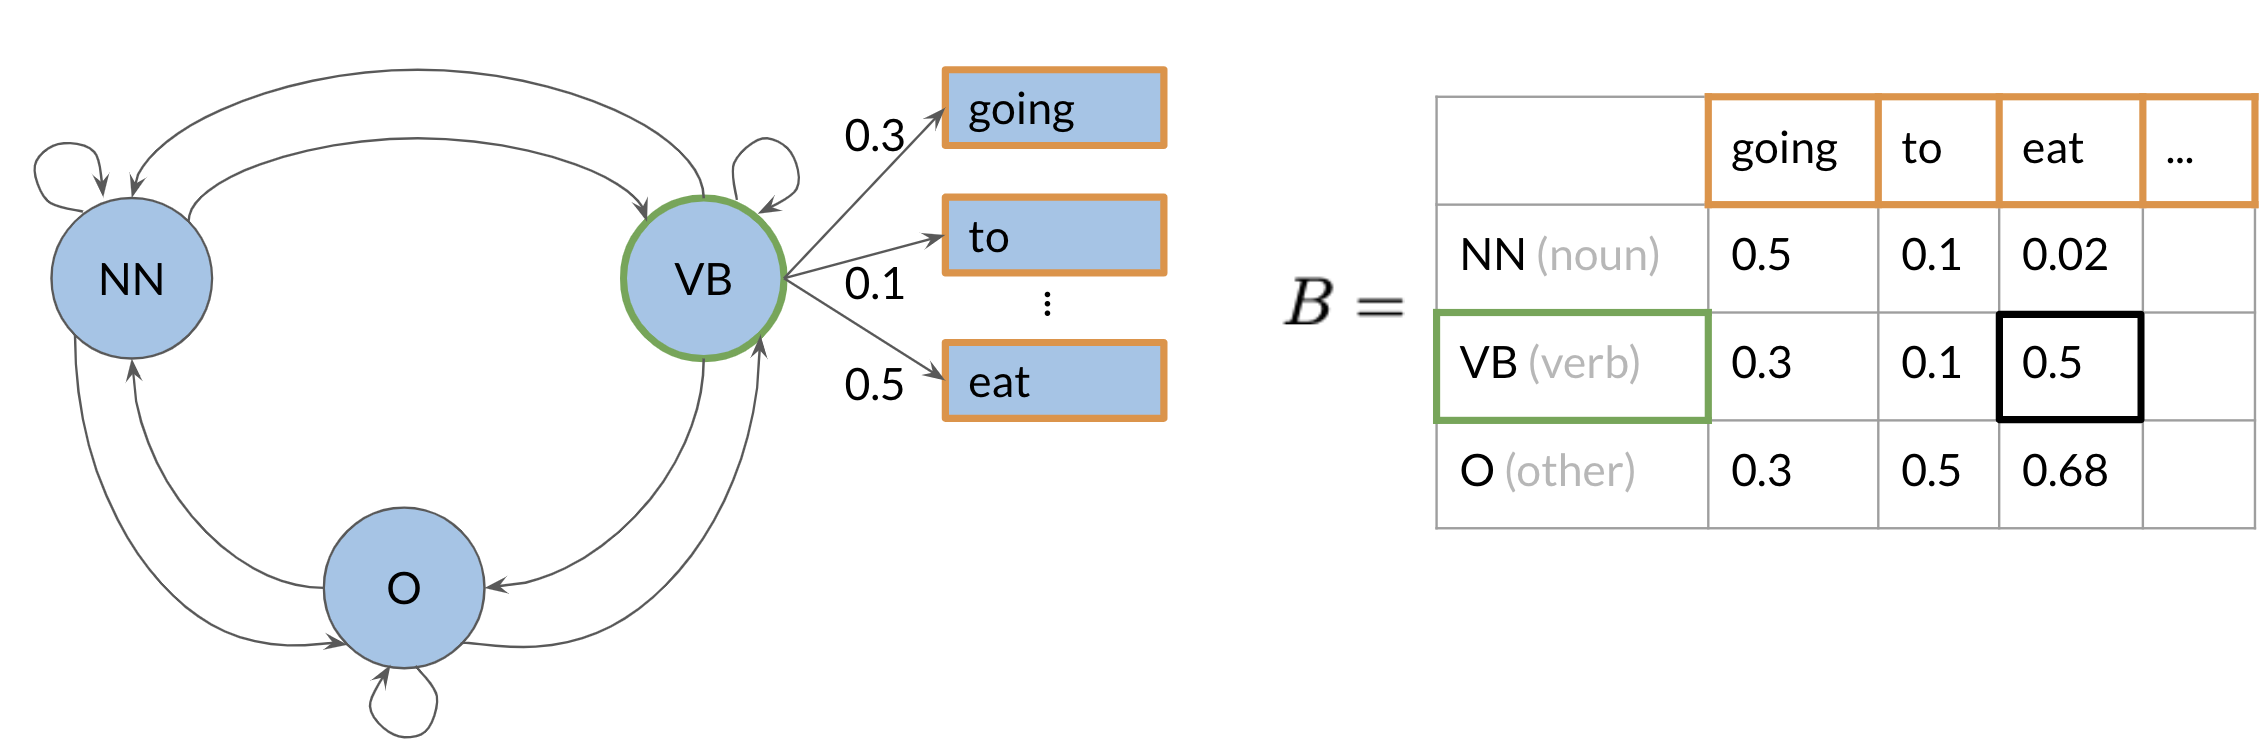 NN
VB
O
0.3
0.1
0.5
going
to
⋮
eat
B =
going to eat ...
NN (noun) 0.5 0.1 0.02
VB (verb) 0.3 0.1 0.5
O (other) 0.3 0.5 0.68